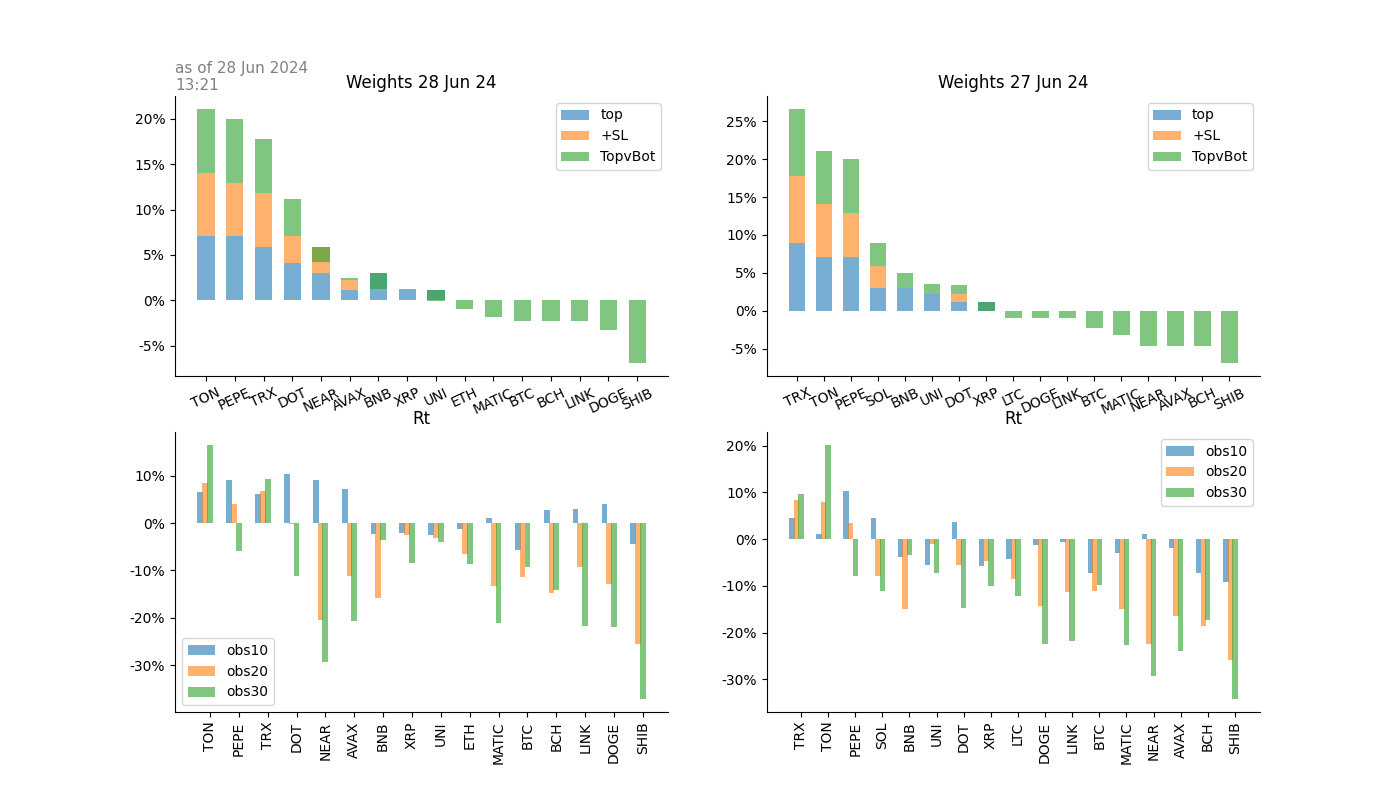 as of 28 Jun 2024
13:21
Weights 28 Jun 24
20%
15%
10%
5%
0%
-5%
top
+SL
TopvBot
TON PEPE TRX DOT NEAR AVAX BNB XRP UNI ETH MATIC BTC BCH LINK DOGE SHIB
Weights 27 Jun 24
25%
20%
15%
10%
5%
0%
-5%
top
+SL
TopvBot
TRX TON PEPE SOL BNB UNI DOT XRP LTC DOGE LINK BTC MATIC NEAR AVAX BCH SHIB
Rt
10%
0%
-10%
-20%
-30%
obs10
obs20
obs30
TON PEPE TRX DOT NEAR AVAX BNB XRP UNI ETH MATIC BTC BCH LINK DOGE SHIB
Rt
20%
10%
0%
-10%
-20%
-30%
obs10
obs20
obs30
TRX TON PEPE SOL BNB UNI DOT XRP LTC DOGE LINK BTC MATIC NEAR AVAX BCH SHIB